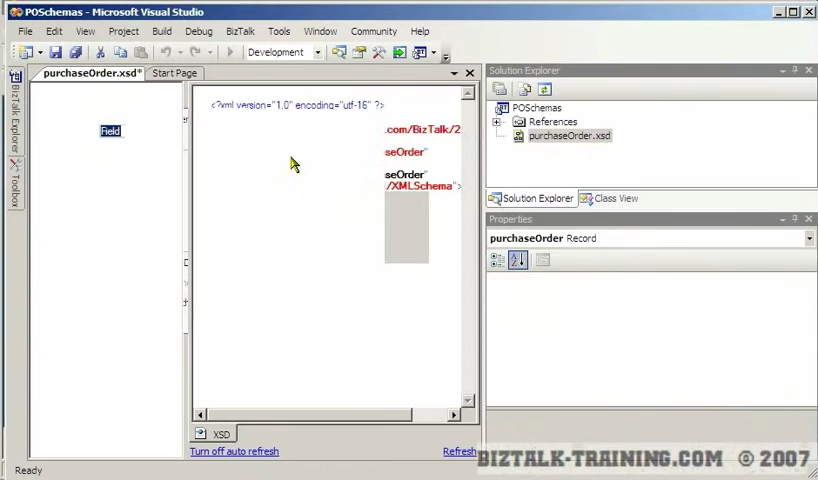 POSchemas - Microsoft Visual Studio
File Edit View Project Build Debug BizTalk Tools Window Community Help
Development
purchaseOrder.xsd* Start Page
BizTalk Explorer
Toolbox
Field
<?xml version="1.0" encoding="utf-16" ?>
.com/BizTalk/2
seOrder"
seOrder"
/XMLSchema">
XSD
Turn off auto refresh Refresh
Solution Explorer
POSchemas
References
purchaseOrder.xsd
Solution Explorer Class View
Properties
purchaseOrder Record
BIZTALK-TRAINING.COM © 2007
Ready